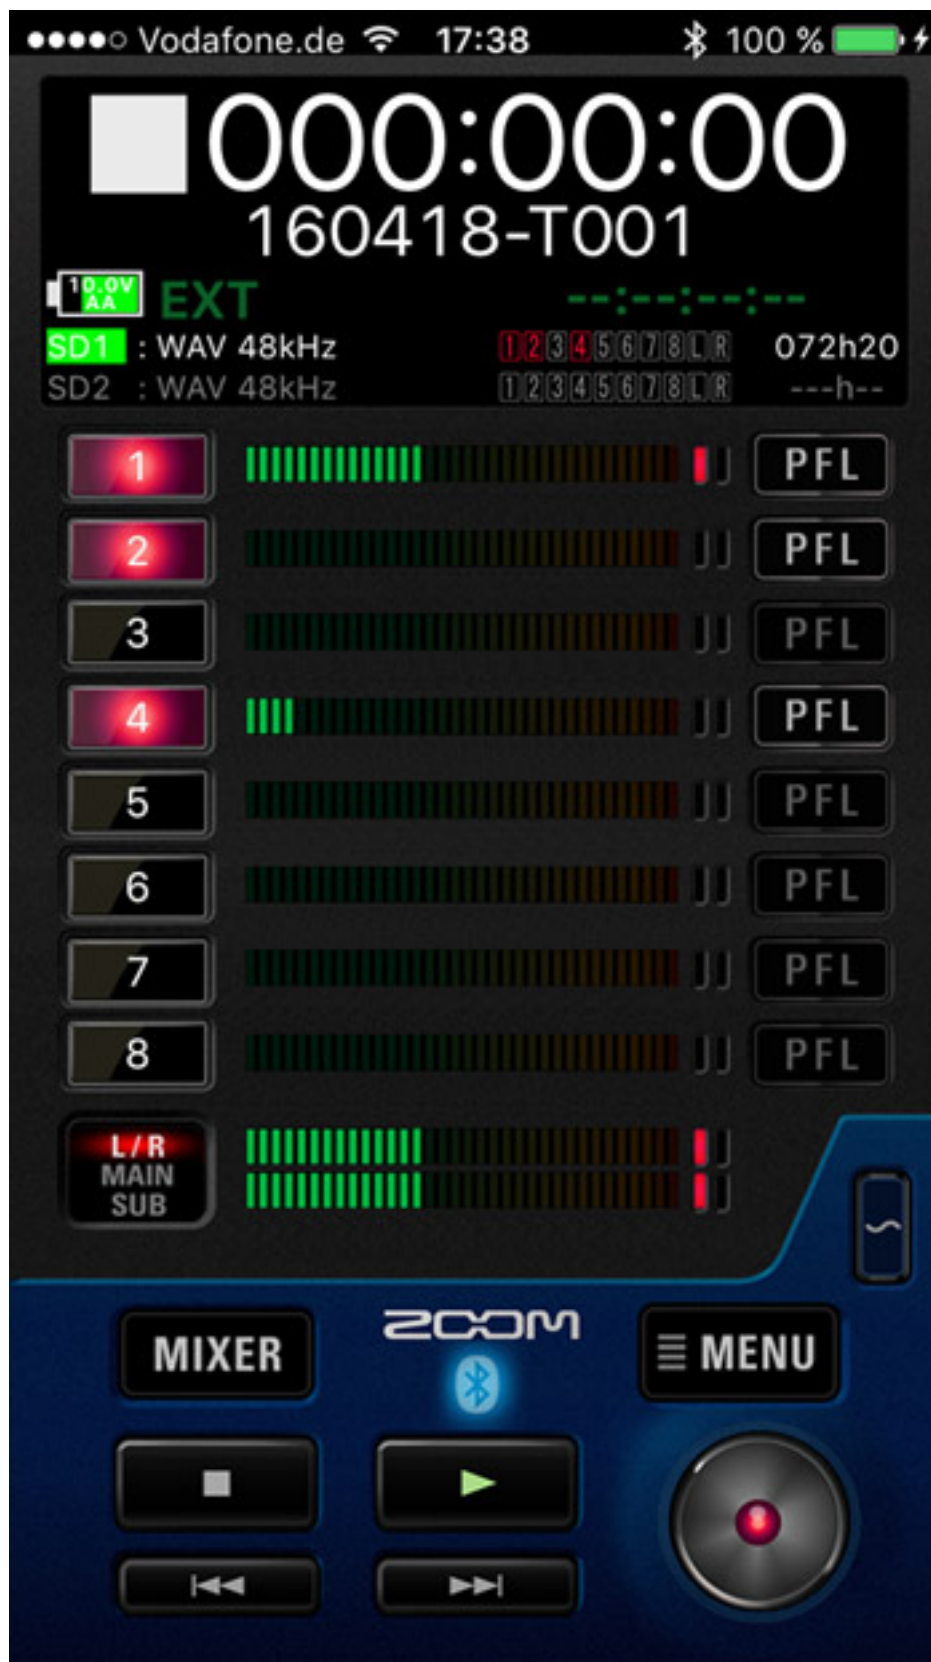 Vodafone.de 17:38 100 %
000:00:00
160418-T001
10.0V
AA
EXT --:--:--:--
SD1 : WAV 48kHz 1 2 3 4 5 6 7 8 L R 072h20
SD2 : WAV 48kHz 1 2 3 4 5 6 7 8 L R ---h--
1 PFL
2 PFL
3 PFL
4 PFL
5 PFL
6 PFL
7 PFL
8 PFL
L/R
MAIN
SUB
ZOOM
MIXER
MENU